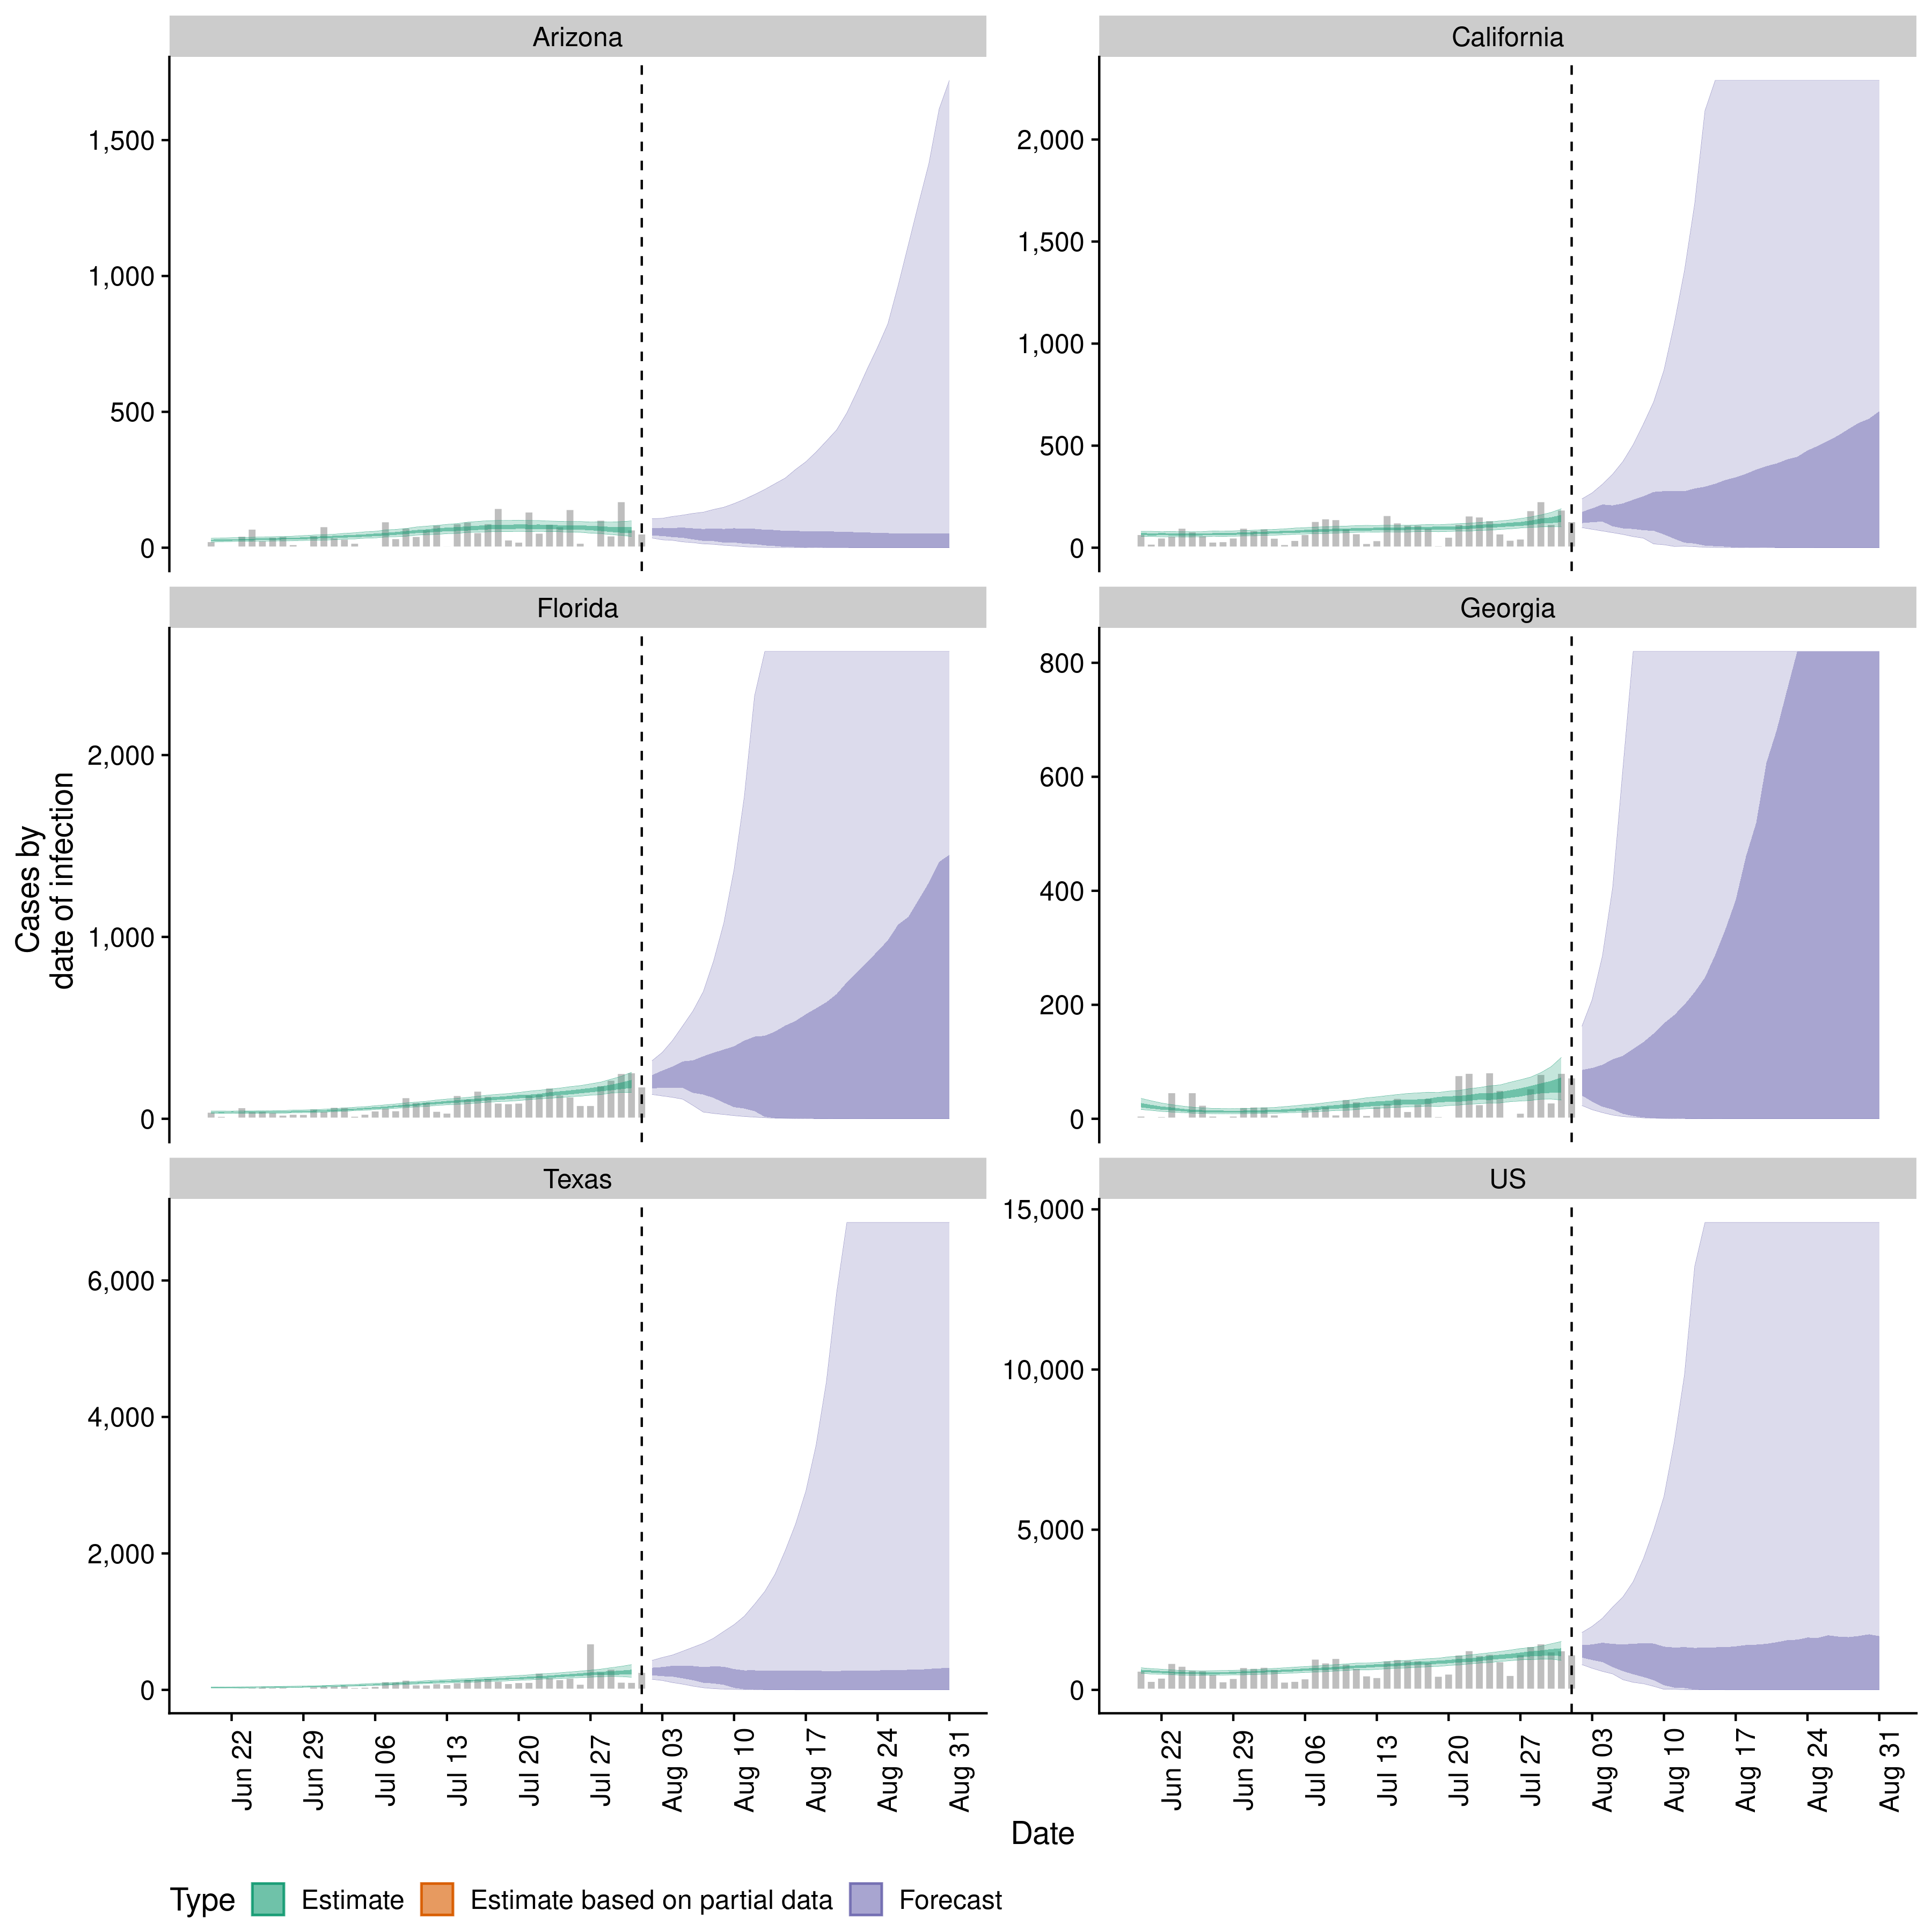 Arizona
California
1,500
1,000
500
0
2,000
1,500
1,000
500
0
Florida
Georgia
2,000
1,000
0
800
600
400
200
0
Texas
US
6,000
4,000
2,000
0
15,000
10,000
5,000
0
Cases by
date of infection
Jun 22
Jun 29
Jul 06
Jul 13
Jul 20
Jul 27
Aug 03
Aug 10
Aug 17
Aug 24
Aug 31
Jun 22
Jun 29
Jul 06
Jul 13
Jul 20
Jul 27
Aug 03
Aug 10
Aug 17
Aug 24
Aug 31
Date
Type Estimate Estimate based on partial data Forecast